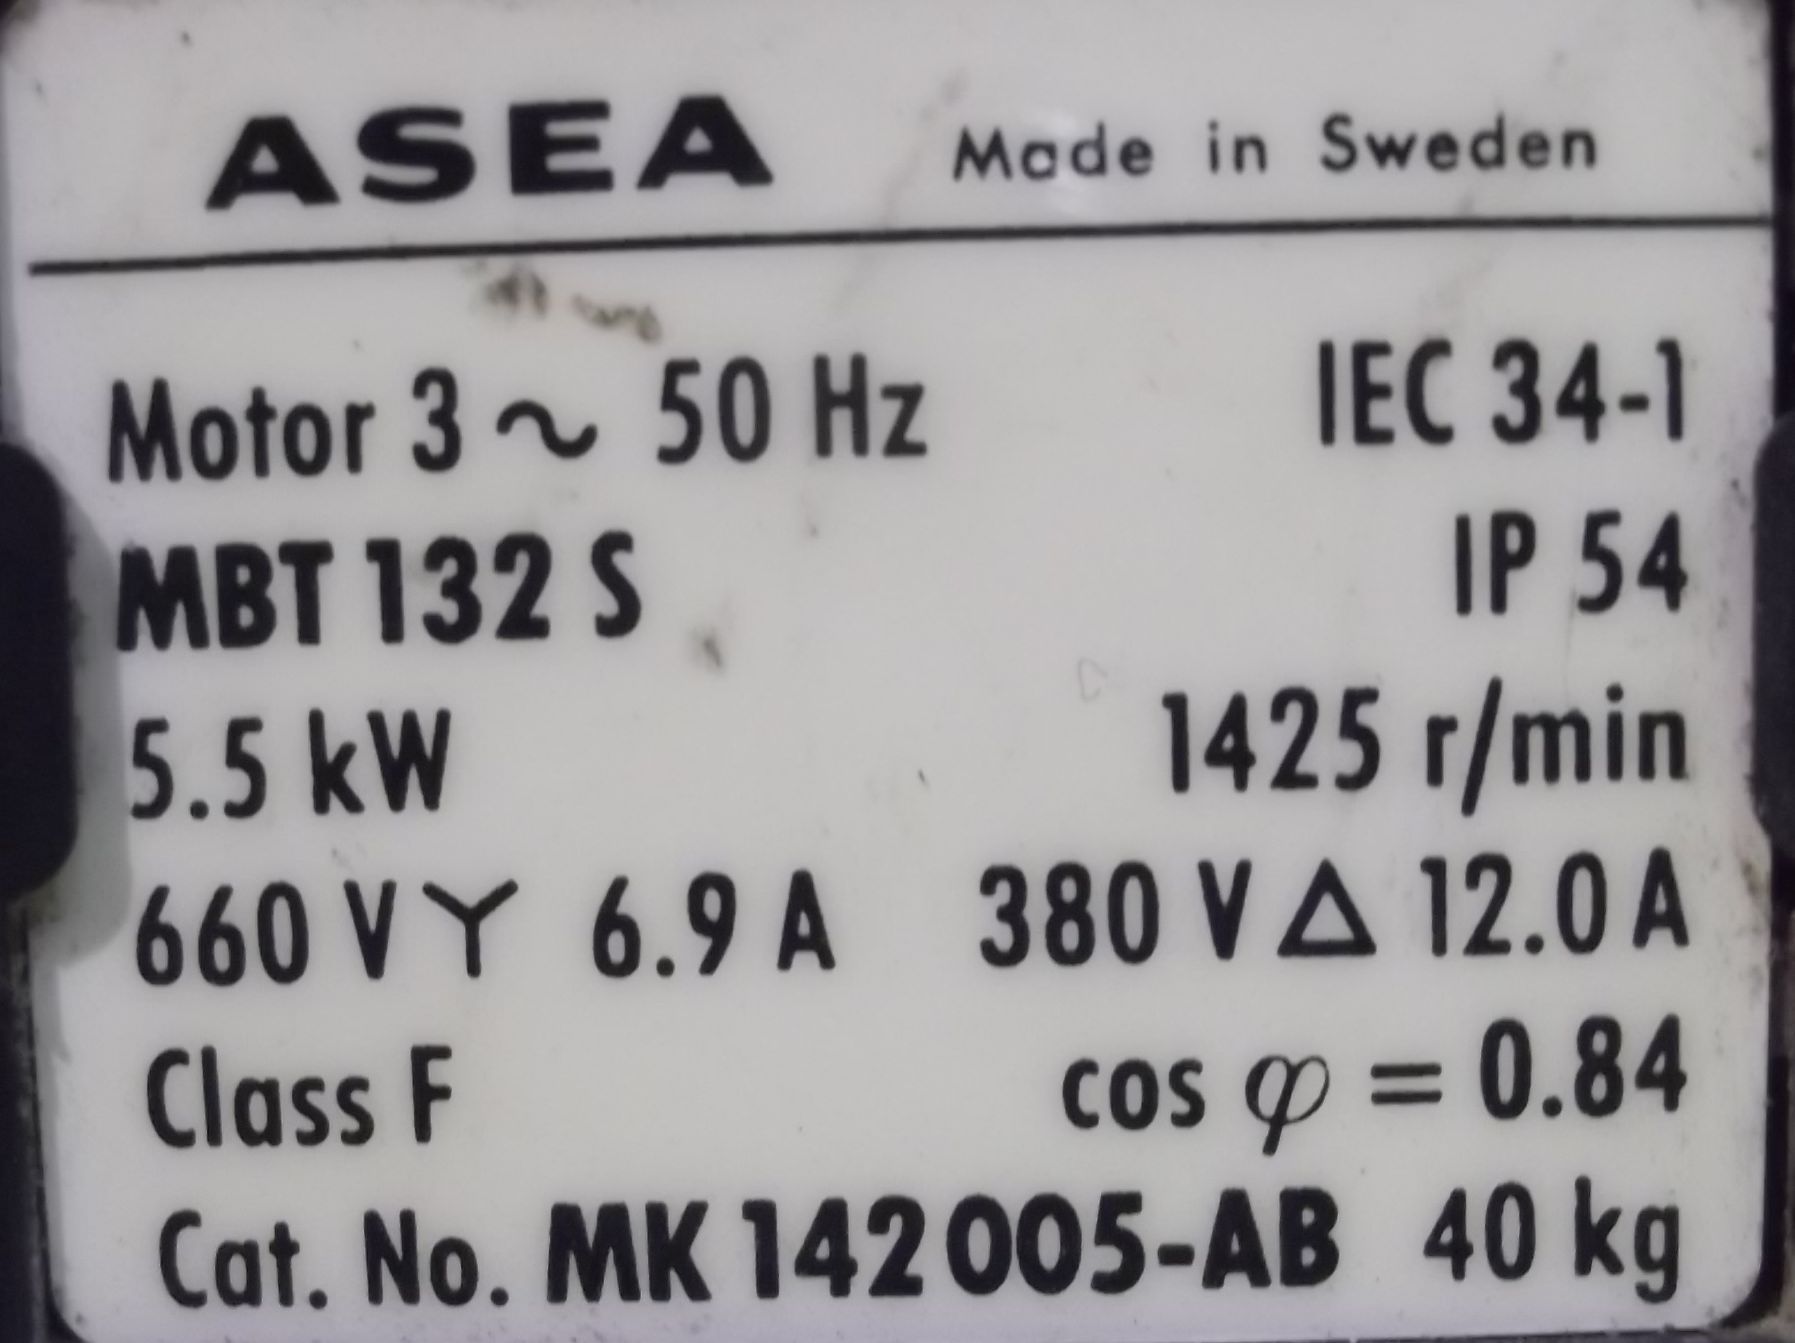 ASEA Made in Sweden
Motor 3 ~ 50 Hz IEC 34-1
MBT 132 S IP 54
5.5 kW 1425 r/min
660 V Y 6.9 A 380 V Δ 12.0 A
Class F cos φ = 0.84
Cat. No. MK 142 005-AB 40 kg